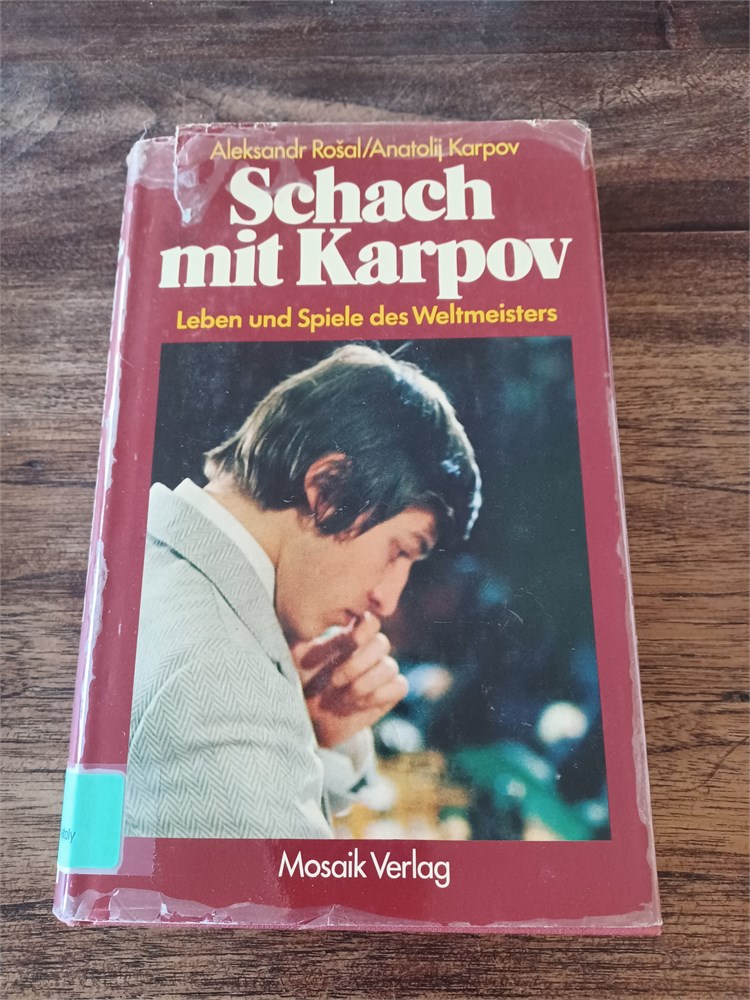 Aleksandr Rošal/Anatolij Karpov
Schach
mit Karpov
Leben und Spiele des Weltmeisters
Mosaik Verlag